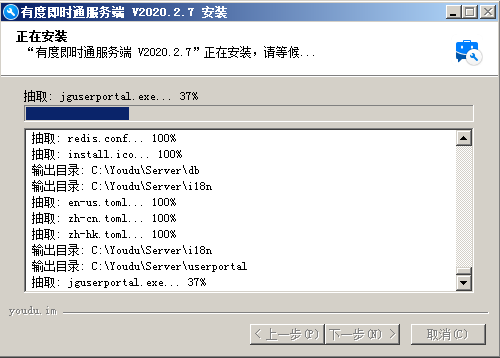 有度即时通服务端 V2020.2.7 安装
正在安装
“有度即时通服务端 V2020.2.7”正在安装，请等候...
抽取: jguserportal.exe... 37%
抽取: redis.conf... 100%
抽取: install.ico... 100%
输出目录: C:\Youdu\Server\db
输出目录: C:\Youdu\Server\i18n
抽取: en-us.toml... 100%
抽取: zh-cn.toml... 100%
抽取: zh-hk.toml... 100%
输出目录: C:\Youdu\Server\i18n
输出目录: C:\Youdu\Server\userportal
抽取: jguserportal.exe... 37%
youdu.im
< 上一步(P) 下一步(N) > 取消(C)